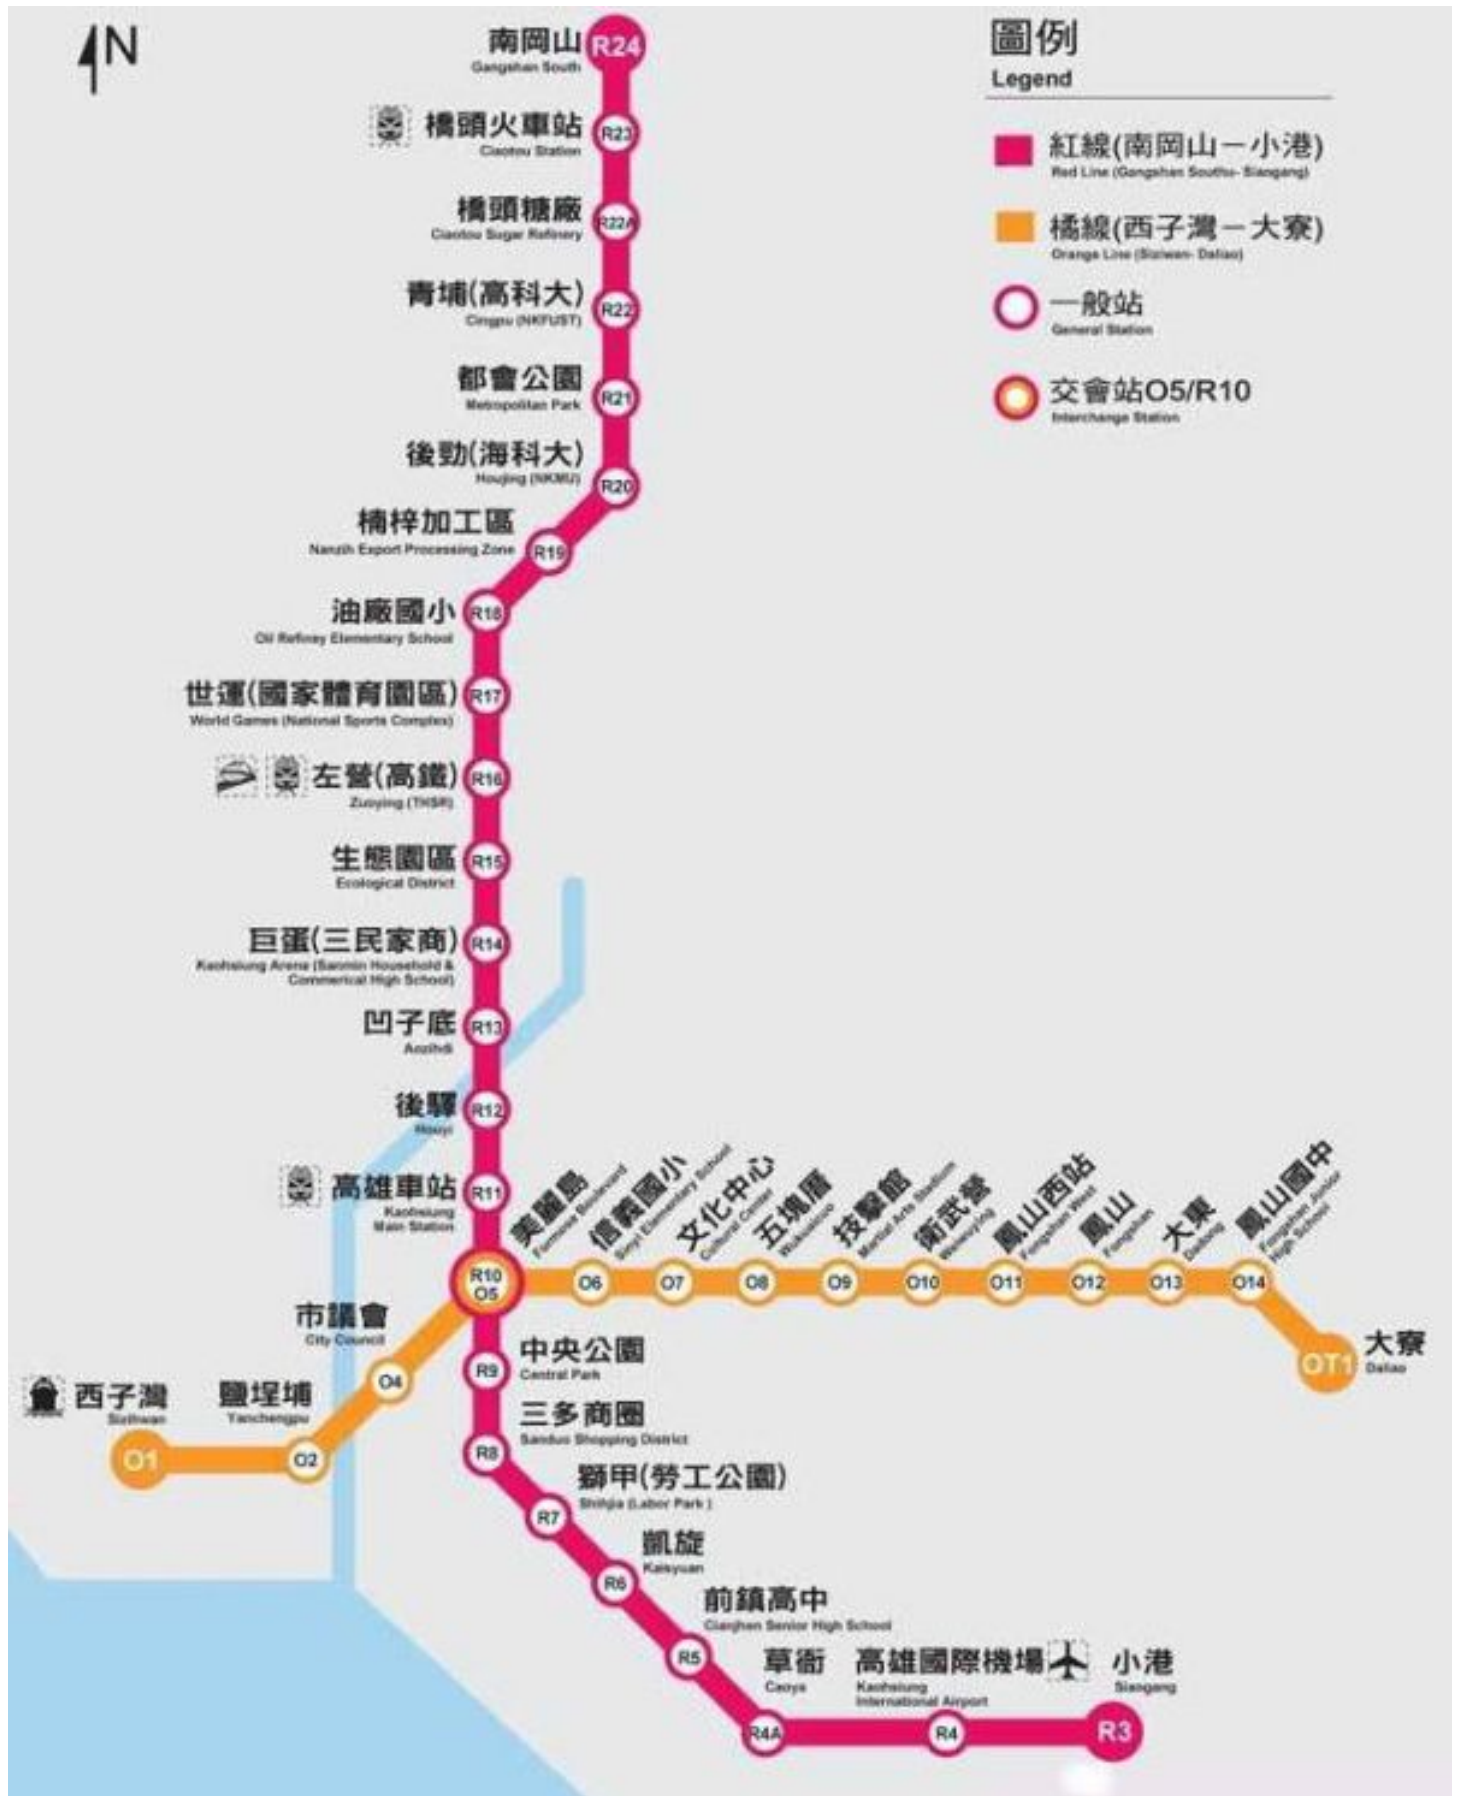 N
南岡山
Gangshan South
R24
橋頭火車站
Ciaotou Station
R23
橋頭糖廠
Ciaotou Sugar Refinery
R22A
青埔(高科大)
Cingpu (NKFUST)
R22
都會公園
Metropolitan Park
R21
後勁(海科大)
Houjing (NKMU)
R20
楠梓加工區
Nanzih Export Processing Zone
R19
油廠國小
Oil Refiney Elementary School
R18
世運(國家體育園區)
World Games (National Sports Complex)
R17
左營(高鐵)
Zuoying (THSR)
R16
生態園區
Ecological District
R15
巨蛋(三民家商)
Kaohsiung Arena (Sanmin Household &
Commerical High School)
R14
凹子底
Aozihdi
R13
後驛
Houyi
R12
高雄車站
Kaohsiung
Main Station
R11
美麗島
Formosa Boulevard
R10
O5
信義國小
Sinyi Elementary School
O6
文化中心
Cultural Center
O7
五塊厝
Wukuaicuo
O8
技擊館
Martial Arts Stadium
O9
衛武營
Weiwuying
O10
鳳山西站
Fongshan West
O11
鳳山
Fongshan
O12
大東
Dadong
O13
鳳山國中
Fongshan Junior
High School
O14
大寮
Daliao
OT1
市議會
City Council
O4
鹽埕埔
Yanchengpu
O2
西子灣
Sizihwan
O1
中央公園
Central Park
R9
三多商圈
Sanduo Shopping District
R8
獅甲(勞工公園)
Shihjia (Labor Park )
R7
凱旋
Kaisyuan
R6
前鎮高中
Cianjhen Senior High School
R5
草衙
Caoya
R4A
高雄國際機場
Kaohsiung
International Airport
R4
小港
Siaogang
R3
圖例
Legend
紅線(南岡山－小港)
Red Line (Gangshan Southu- Siaogang)
橘線(西子灣－大寮)
Orange Line (Siziwan- Daliao)
一般站
General Station
交會站O5/R10
Interchange Station